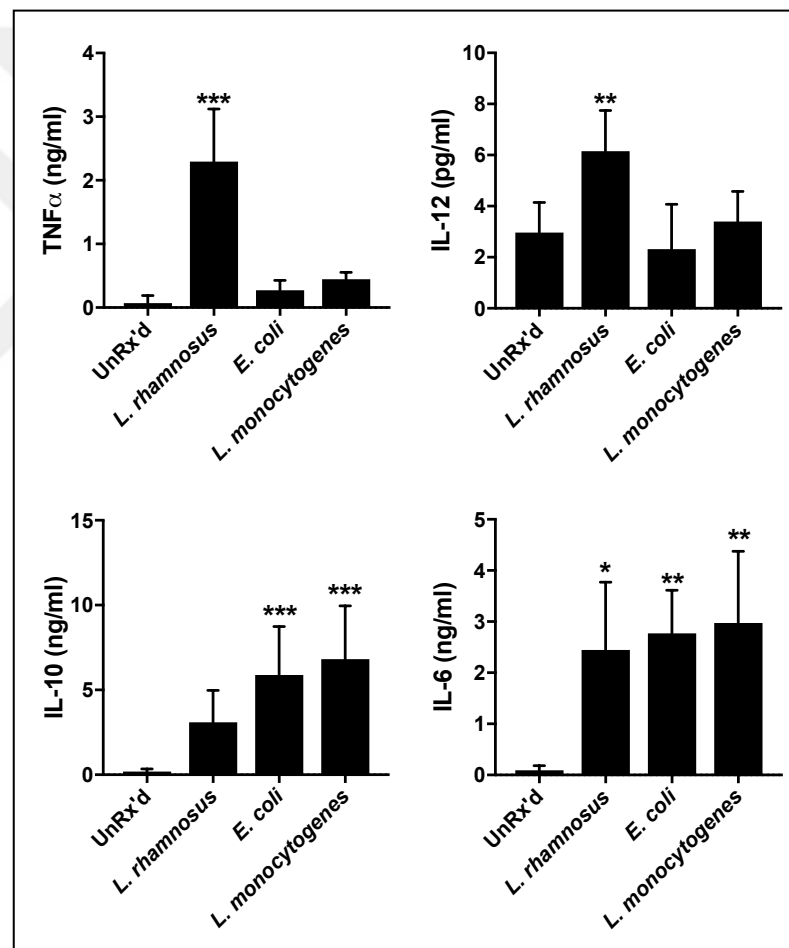 TNFα (ng/ml)
4
3
2
1
0
***
UnRx'd
L. rhamnosus
E. coli
L. monocytogenes
IL-12 (pg/ml)
10
8
6
4
2
0
**
UnRx'd
L. rhamnosus
E. coli
L. monocytogenes
IL-10 (ng/ml)
15
10
5
0
***
***
UnRx'd
L. rhamnosus
E. coli
L. monocytogenes
IL-6 (ng/ml)
5
4
3
2
1
0
*
**
**
UnRx'd
L. rhamnosus
E. coli
L. monocytogenes